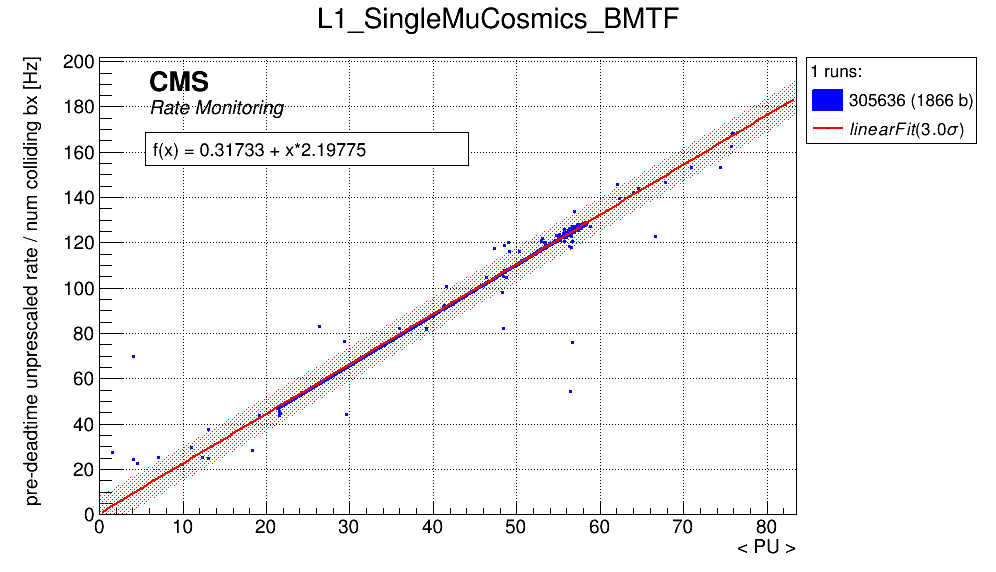 L1_SingleMuCosmics_BMTF
pre-deadtime unprescaled rate / num colliding bx [Hz]
200
180
160
140
120
100
80
60
40
20
0
CMS
Rate Monitoring
f(x) = 0.31733 + x*2.19775
0 10 20 30 40 50 60 70 80
< PU >
1 runs:
305636 (1866 b)
linearFit(3.0σ)